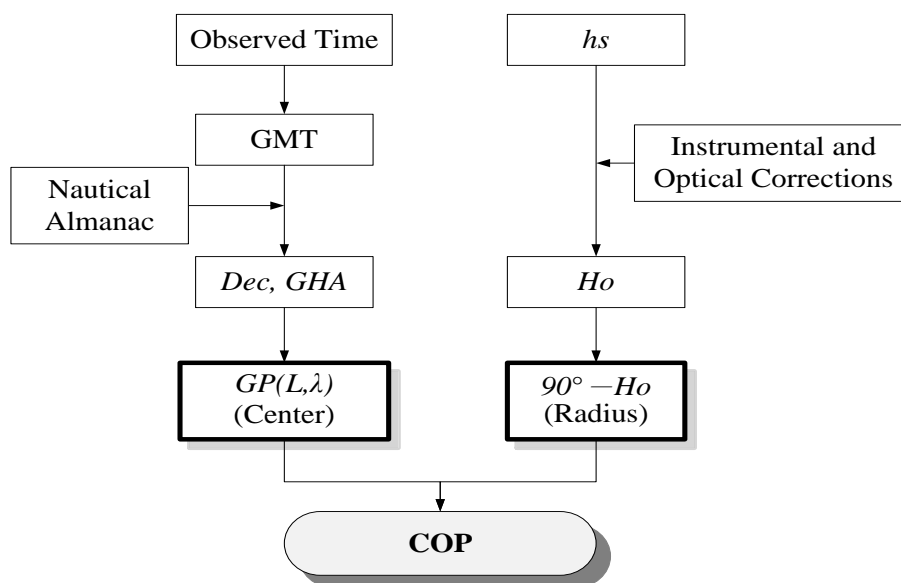 Observed Time
hs
GMT
Instrumental and
Optical Corrections
Nautical
Almanac
Dec, GHA
Ho
GP(L,λ)
(Center)
90° —Ho
(Radius)
COP